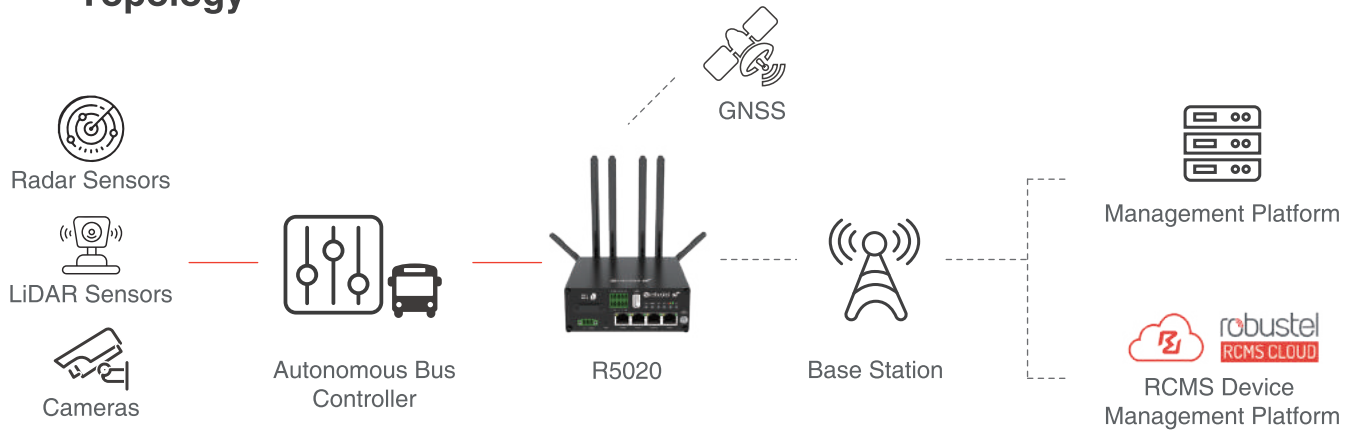 Topology
GNSS
Radar Sensors
LiDAR Sensors
Cameras
Autonomous Bus
Controller
R5020
Base Station
Management Platform
robustel
RCMS CLOUD
RCMS Device
Management Platform